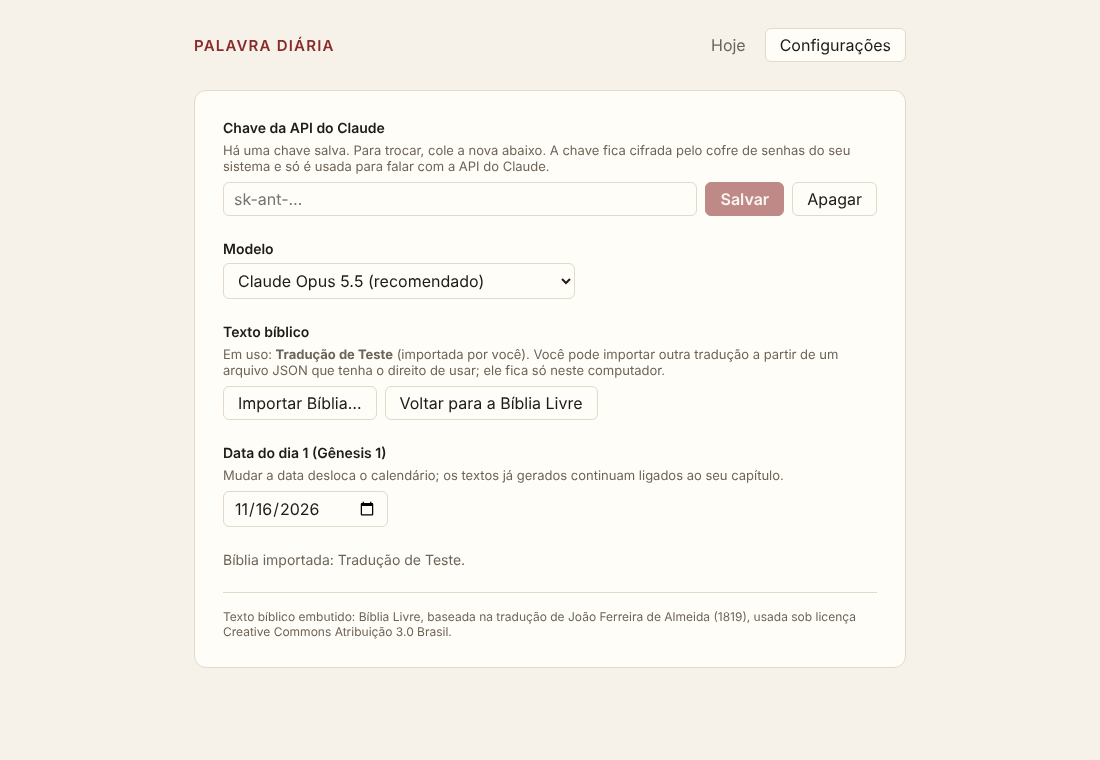 PALAVRA DIÁRIA
Hoje
Configurações
Chave da API do Claude
Há uma chave salva. Para trocar, cole a nova abaixo. A chave fica cifrada pelo cofre de senhas do seu
sistema e só é usada para falar com a API do Claude.
sk-ant-...
Salvar
Apagar
Modelo
Claude Opus 5.5 (recomendado)
Texto bíblico
Em uso: Tradução de Teste (importada por você). Você pode importar outra tradução a partir de um
arquivo JSON que tenha o direito de usar; ele fica só neste computador.
Importar Bíblia...
Voltar para a Bíblia Livre
Data do dia 1 (Gênesis 1)
Mudar a data desloca o calendário; os textos já gerados continuam ligados ao seu capítulo.
11/16/2026
Bíblia importada: Tradução de Teste.
Texto bíblico embutido: Bíblia Livre, baseada na tradução de João Ferreira de Almeida (1819), usada sob licença
Creative Commons Atribuição 3.0 Brasil.